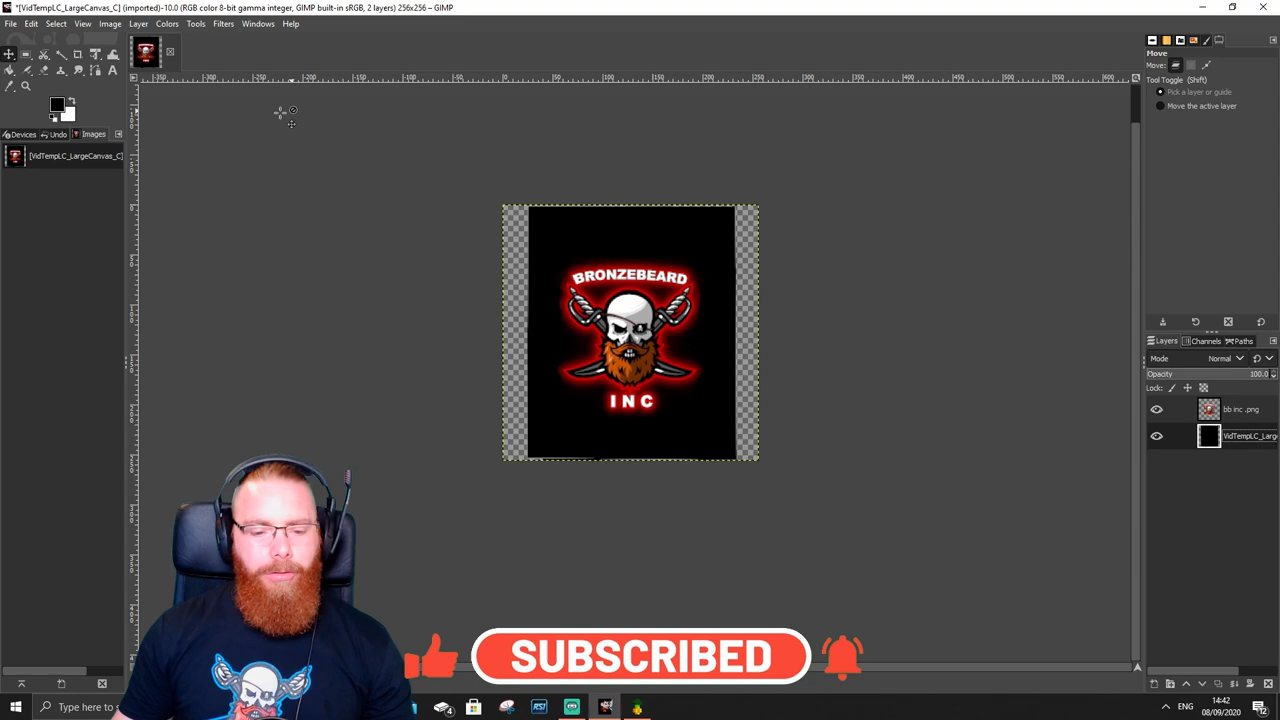 *[VidTempLC_LargeCanvas_C] (imported)-10.0 (RGB color 8-bit gamma integer, GIMP built-in sRGB, 2 layers) 256x256 – GIMP
File Edit Select View Image Layer Colors Tools Filters Windows Help
Move
Move:
Tool Toggle (Shift)
Pick a layer or guide
Move the active layer
Devices Undo Images
[VidTempLC_LargeCanvas_C]
BRONZEBEARD
INC
Layers Channels Paths
Mode Normal
Opacity 100.0
Lock:
bb inc .png
VidTempLC_Larg
SUBSCRIBED
Type here to
14:42
08/09/2020